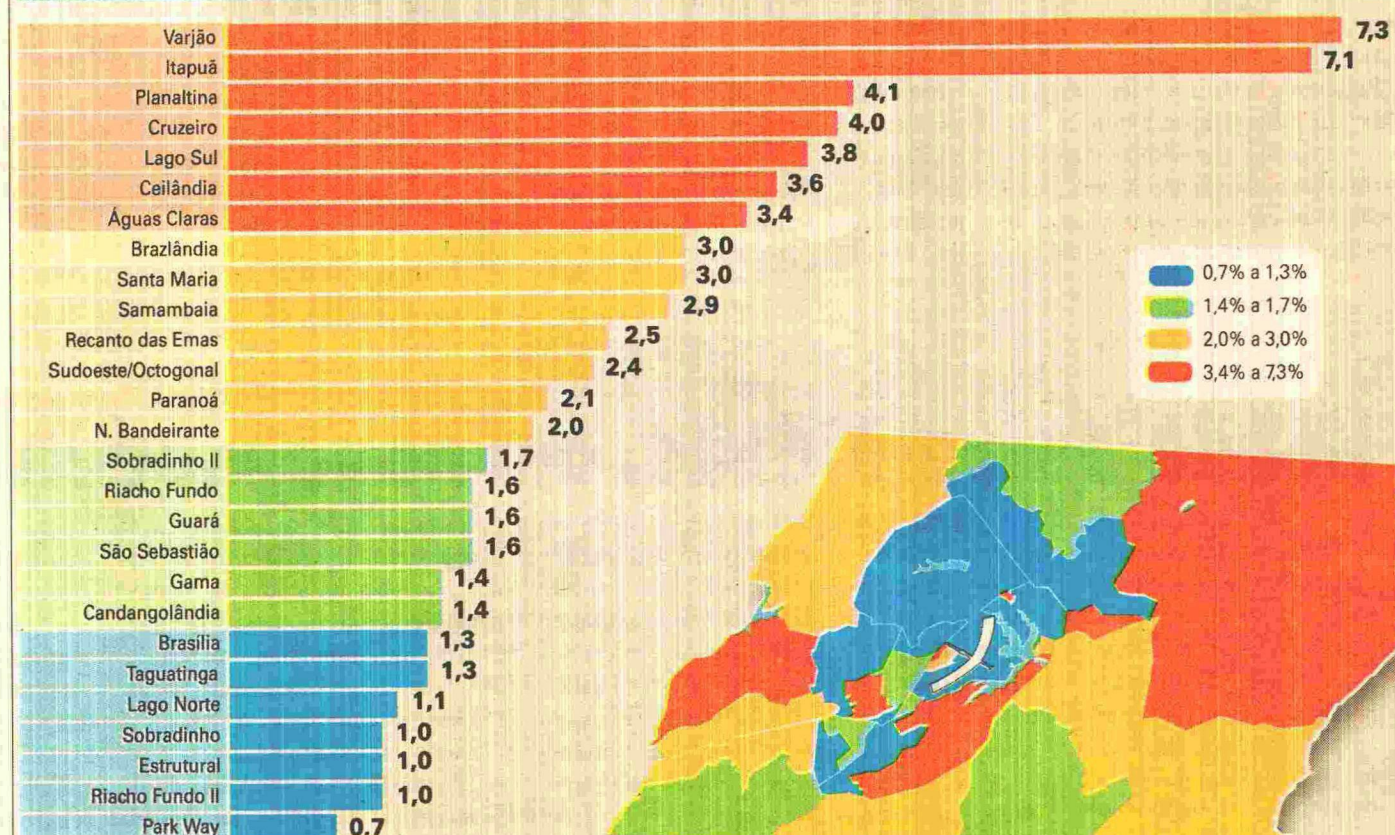 Varjão 7,3
Itapuã 7,1
Planaltina 4,1
Cruzeiro 4,0
Lago Sul 3,8
Ceilândia 3,6
Águas Claras 3,4
Brazlândia 3,0
Santa Maria 3,0
Samambaia 2,9
Recanto das Emas 2,5
Sudoeste/Octogonal 2,4
Paranoá 2,1
N. Bandeirante 2,0
Sobradinho II 1,7
Riacho Fundo 1,6
Guará 1,6
São Sebastião 1,6
Gama 1,4
Candangolândia 1,4
Brasília 1,3
Taguatinga 1,3
Lago Norte 1,1
Sobradinho 1,0
Estrutural 1,0
Riacho Fundo II 1,0
Park Way 0,7
0,7% a 1,3%
1,4% a 1,7%
2,0% a 3,0%
3,4% a 7,3%